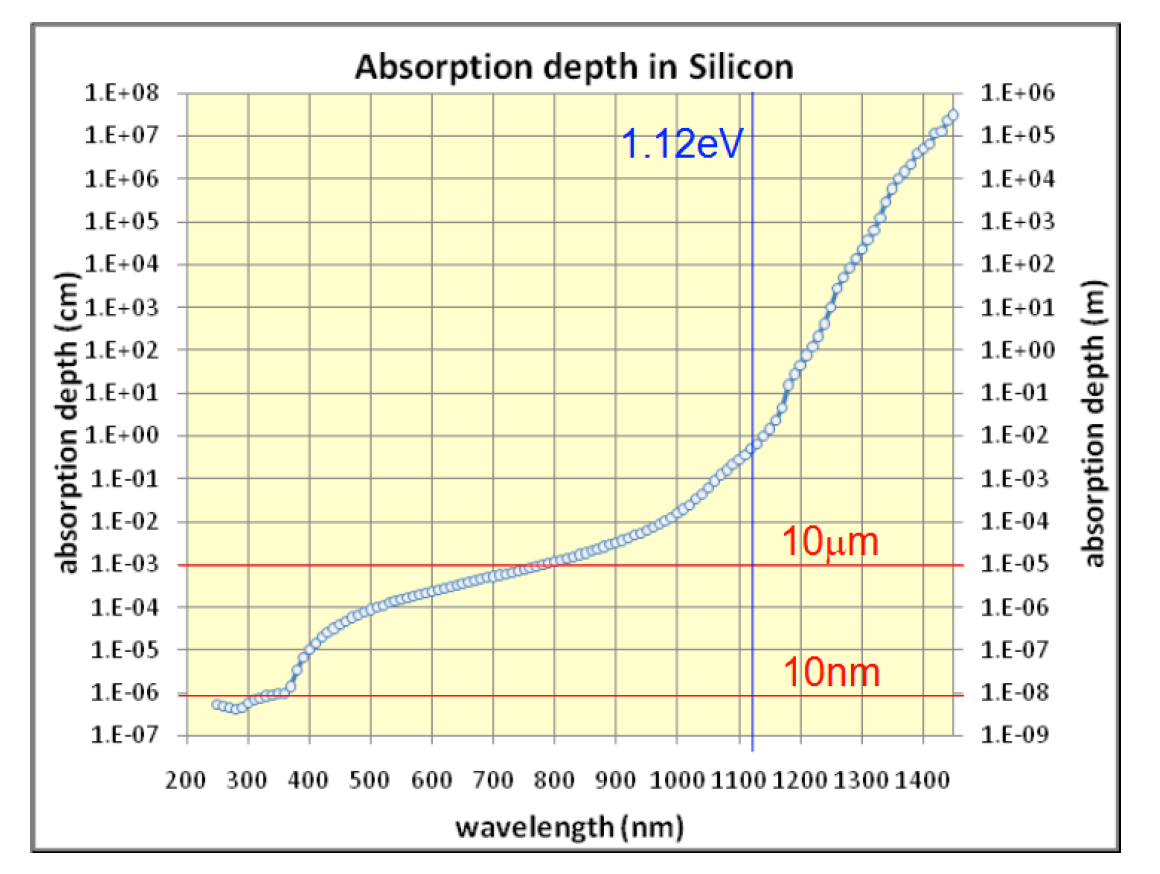 Absorption depth in Silicon
1.E+08
1.E+07
1.E+06
1.E+05
1.E+04
1.E+03
1.E+02
1.E+01
1.E+00
1.E-01
1.E-02
1.E-03
1.E-04
1.E-05
1.E-06
1.E-07
absorption depth (cm)
1.12eV
10μm
10nm
1.E+06
1.E+05
1.E+04
1.E+03
1.E+02
1.E+01
1.E+00
1.E-01
1.E-02
1.E-03
1.E-04
1.E-05
1.E-06
1.E-07
1.E-08
1.E-09
absorption depth (m)
200 300 400 500 600 700 800 900 1000 1100 1200 1300 1400
wavelength (nm)